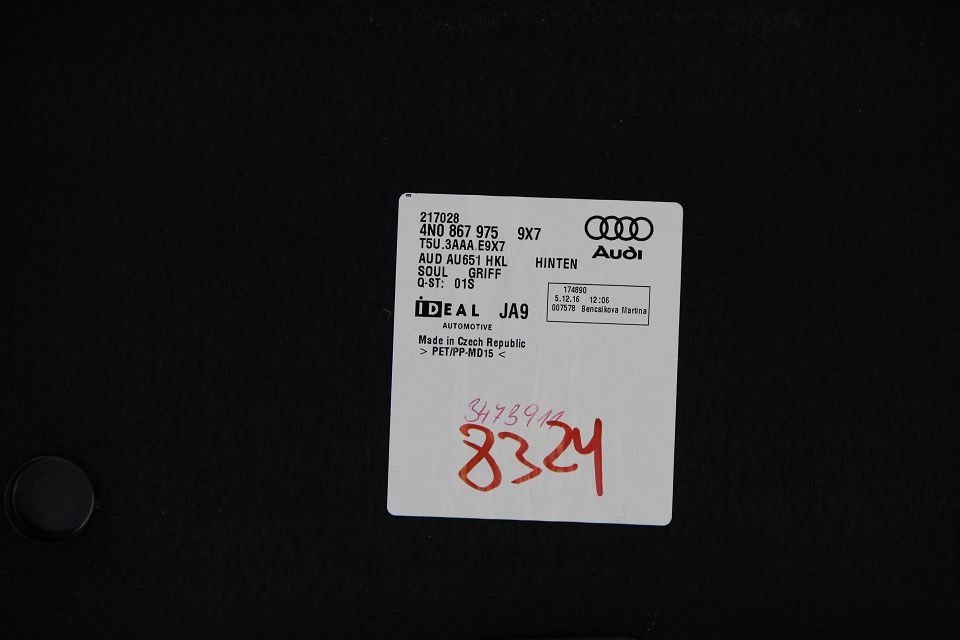 217028
4N0 867 975 9X7
T5U.3AAA.E9X7
AUD AU651 HKL HINTEN
SOUL GRIFF
Q-ST: 01S
Audi
174890
5.12.16 12:06
007578 Bencsikova Martina
iDEAL JA9
AUTOMOTIVE
Made in Czech Republic
> PET/PP-MD15 <
3473911
8324